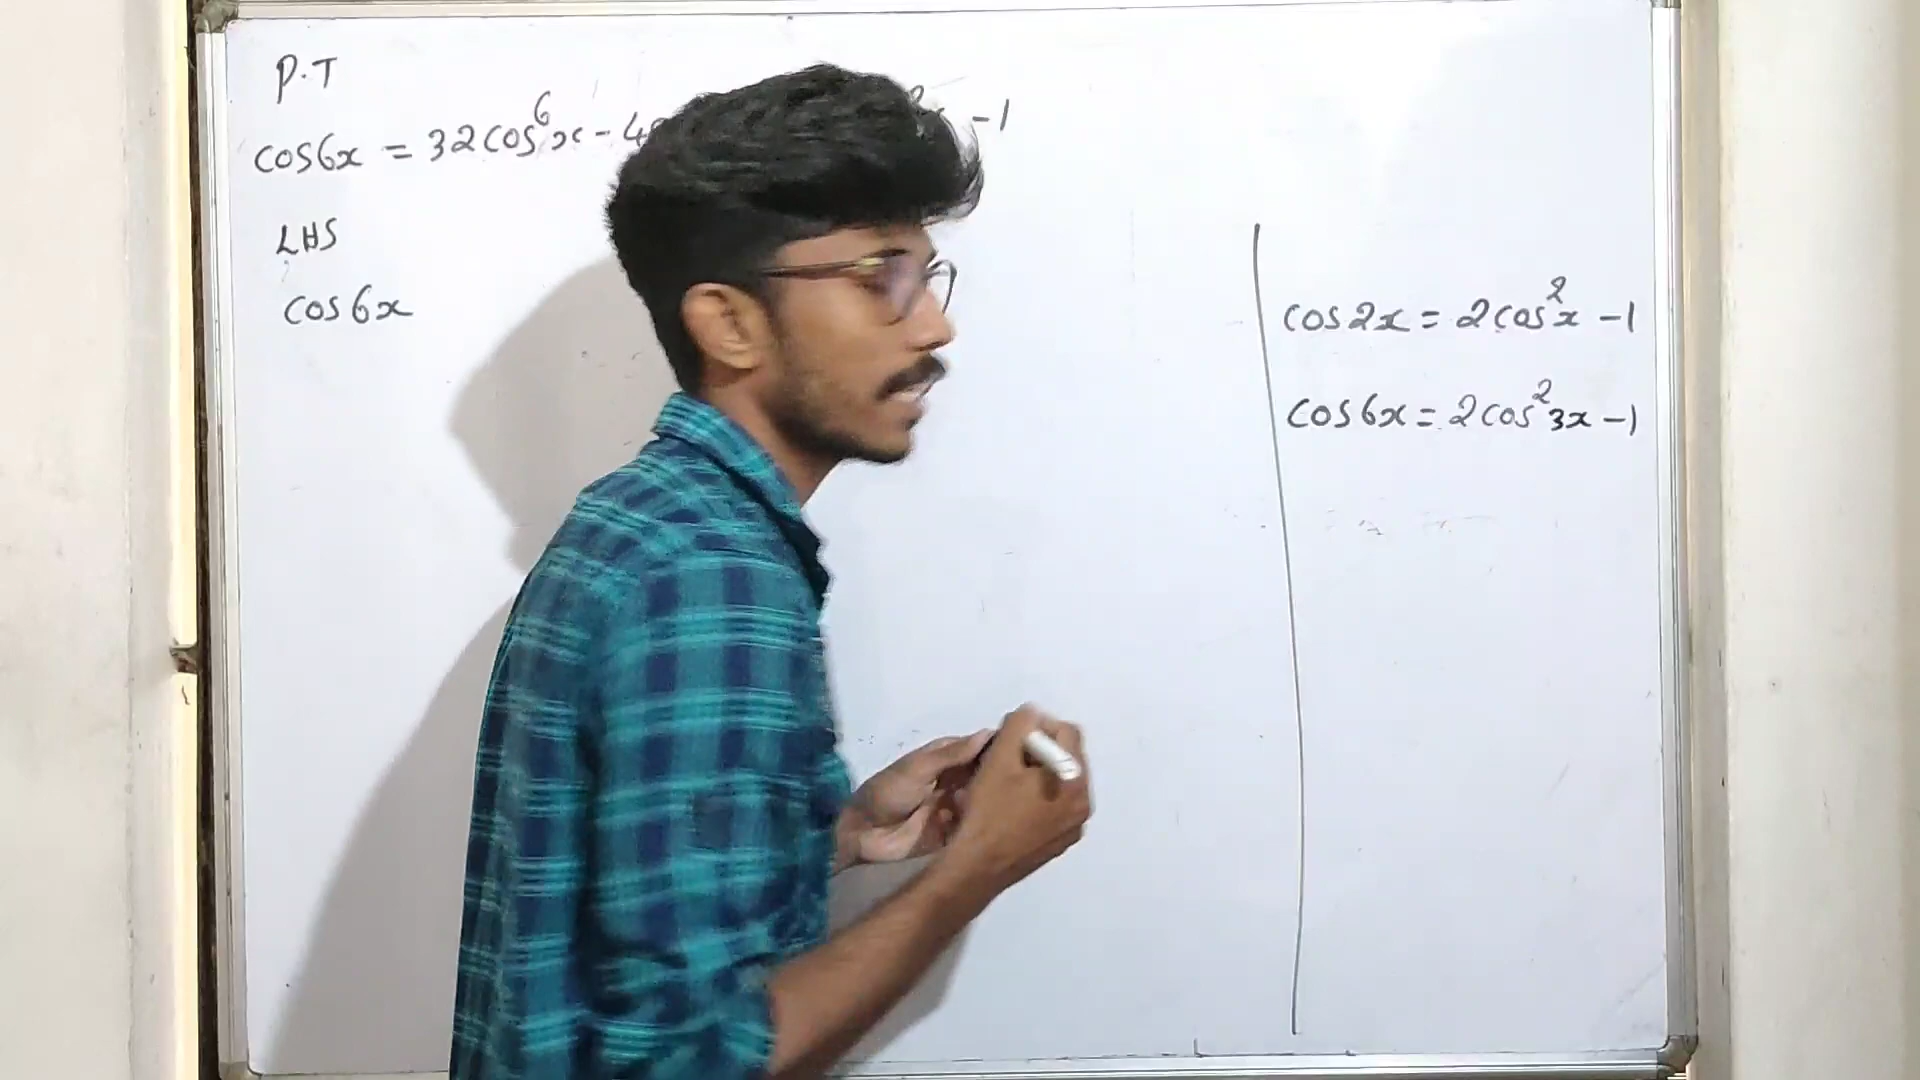 P.T
cos6x = 32cos⁶x - 4 -1
LHS
cos6x
cos2x = 2cos²x -1
cos6x = 2cos²3x -1